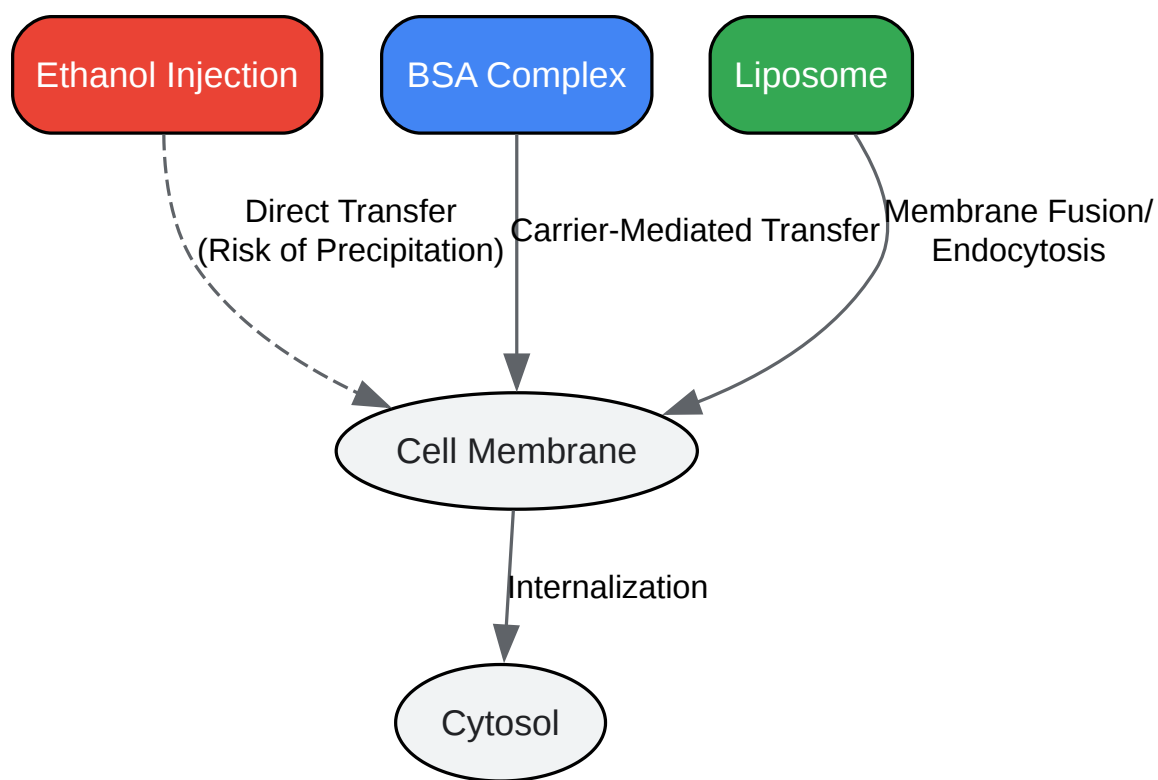 Ethanol Injection
BSA Complex
Liposome
Direct Transfer
(Risk of Precipitation)
Carrier-Mediated Transfer
Membrane Fusion/
Endocytosis
Cell Membrane
Internalization
Cytosol